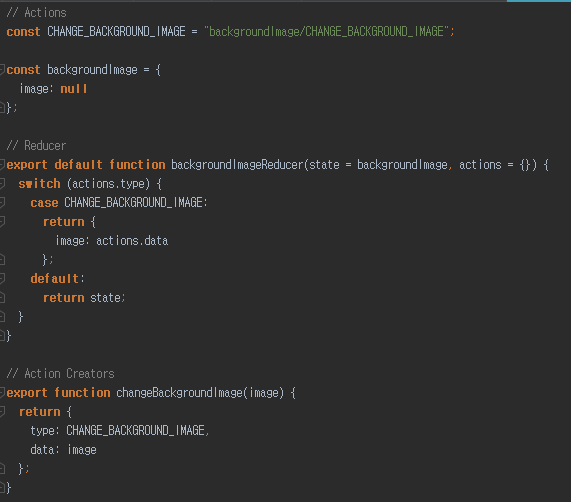 // Actions
const CHANGE_BACKGROUND_IMAGE = "backgroundImage/CHANGE_BACKGROUND_IMAGE";
const backgroundImage = {
  image: null
};
// Reducer
export default function backgroundImageReducer(state = backgroundImage, actions = {}) {
  switch (actions.type) {
    case CHANGE_BACKGROUND_IMAGE:
      return {
        image: actions.data
      };
    default:
      return state;
  }
}
// Action Creators
export function changeBackgroundImage(image) {
  return {
    type: CHANGE_BACKGROUND_IMAGE,
    data: image
  };
}